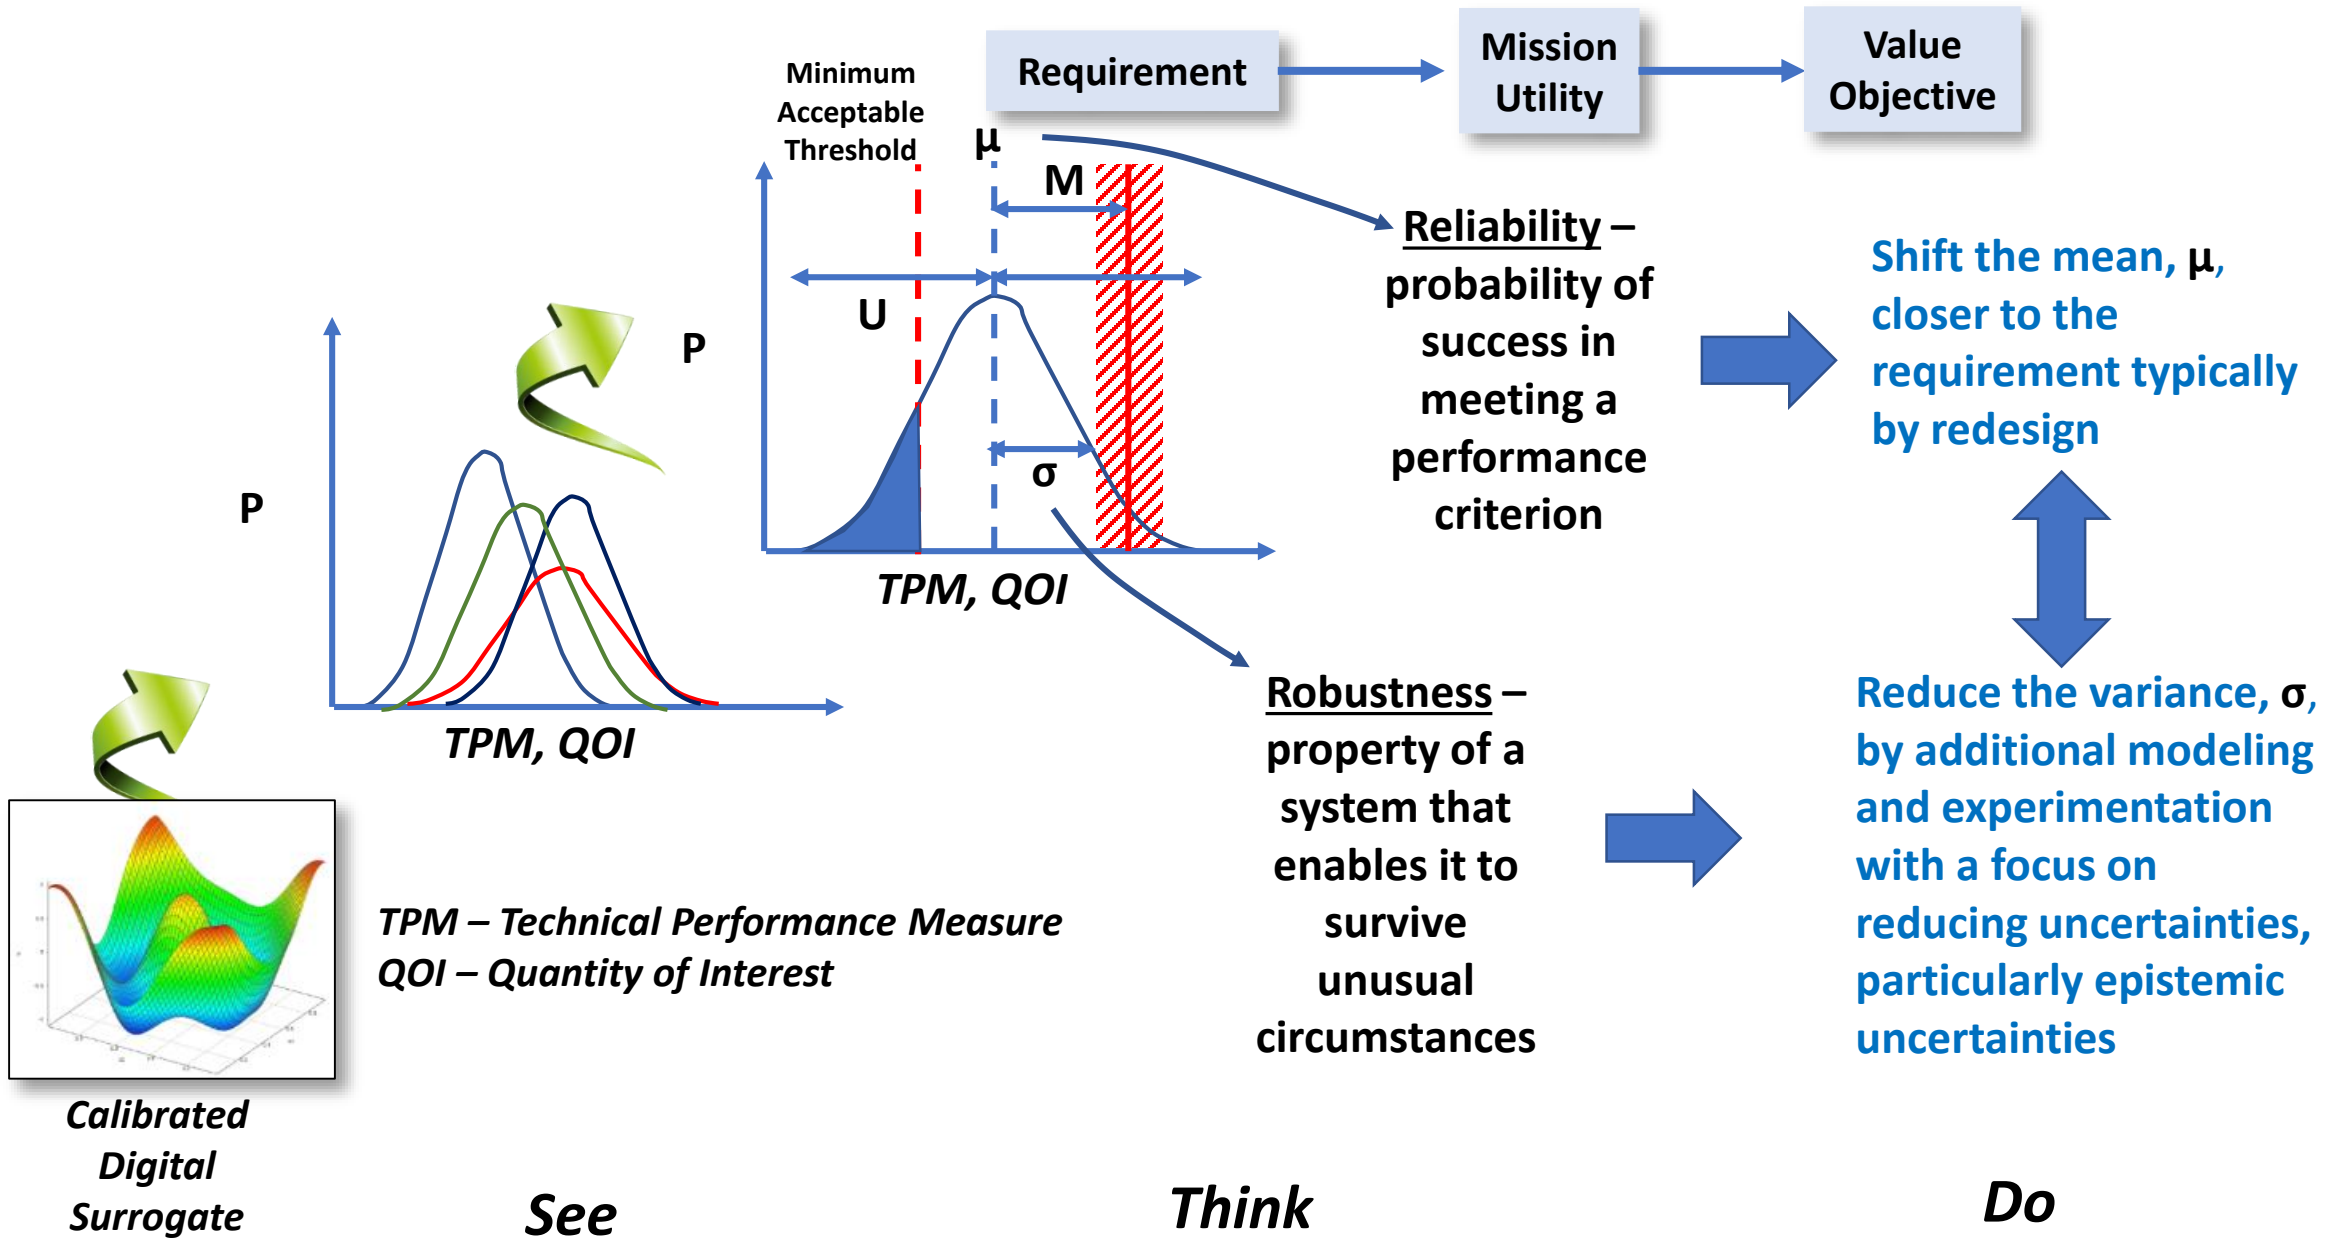 Requirement
Mission
Utility
Value
Objective
Minimum
Acceptable
Threshold
μ
M
U
P
σ
TPM, QOI
Reliability –
probability of
success in
meeting a
performance
criterion
Shift the mean, μ,
closer to the
requirement typically
by redesign
P
TPM, QOI
Robustness –
property of a
system that
enables it to
survive
unusual
circumstances
Reduce the variance, σ,
by additional modeling
and experimentation
with a focus on
reducing uncertainties,
particularly epistemic
uncertainties
TPM – Technical Performance Measure
QOI – Quantity of Interest
Calibrated
Digital
Surrogate
See
Think
Do